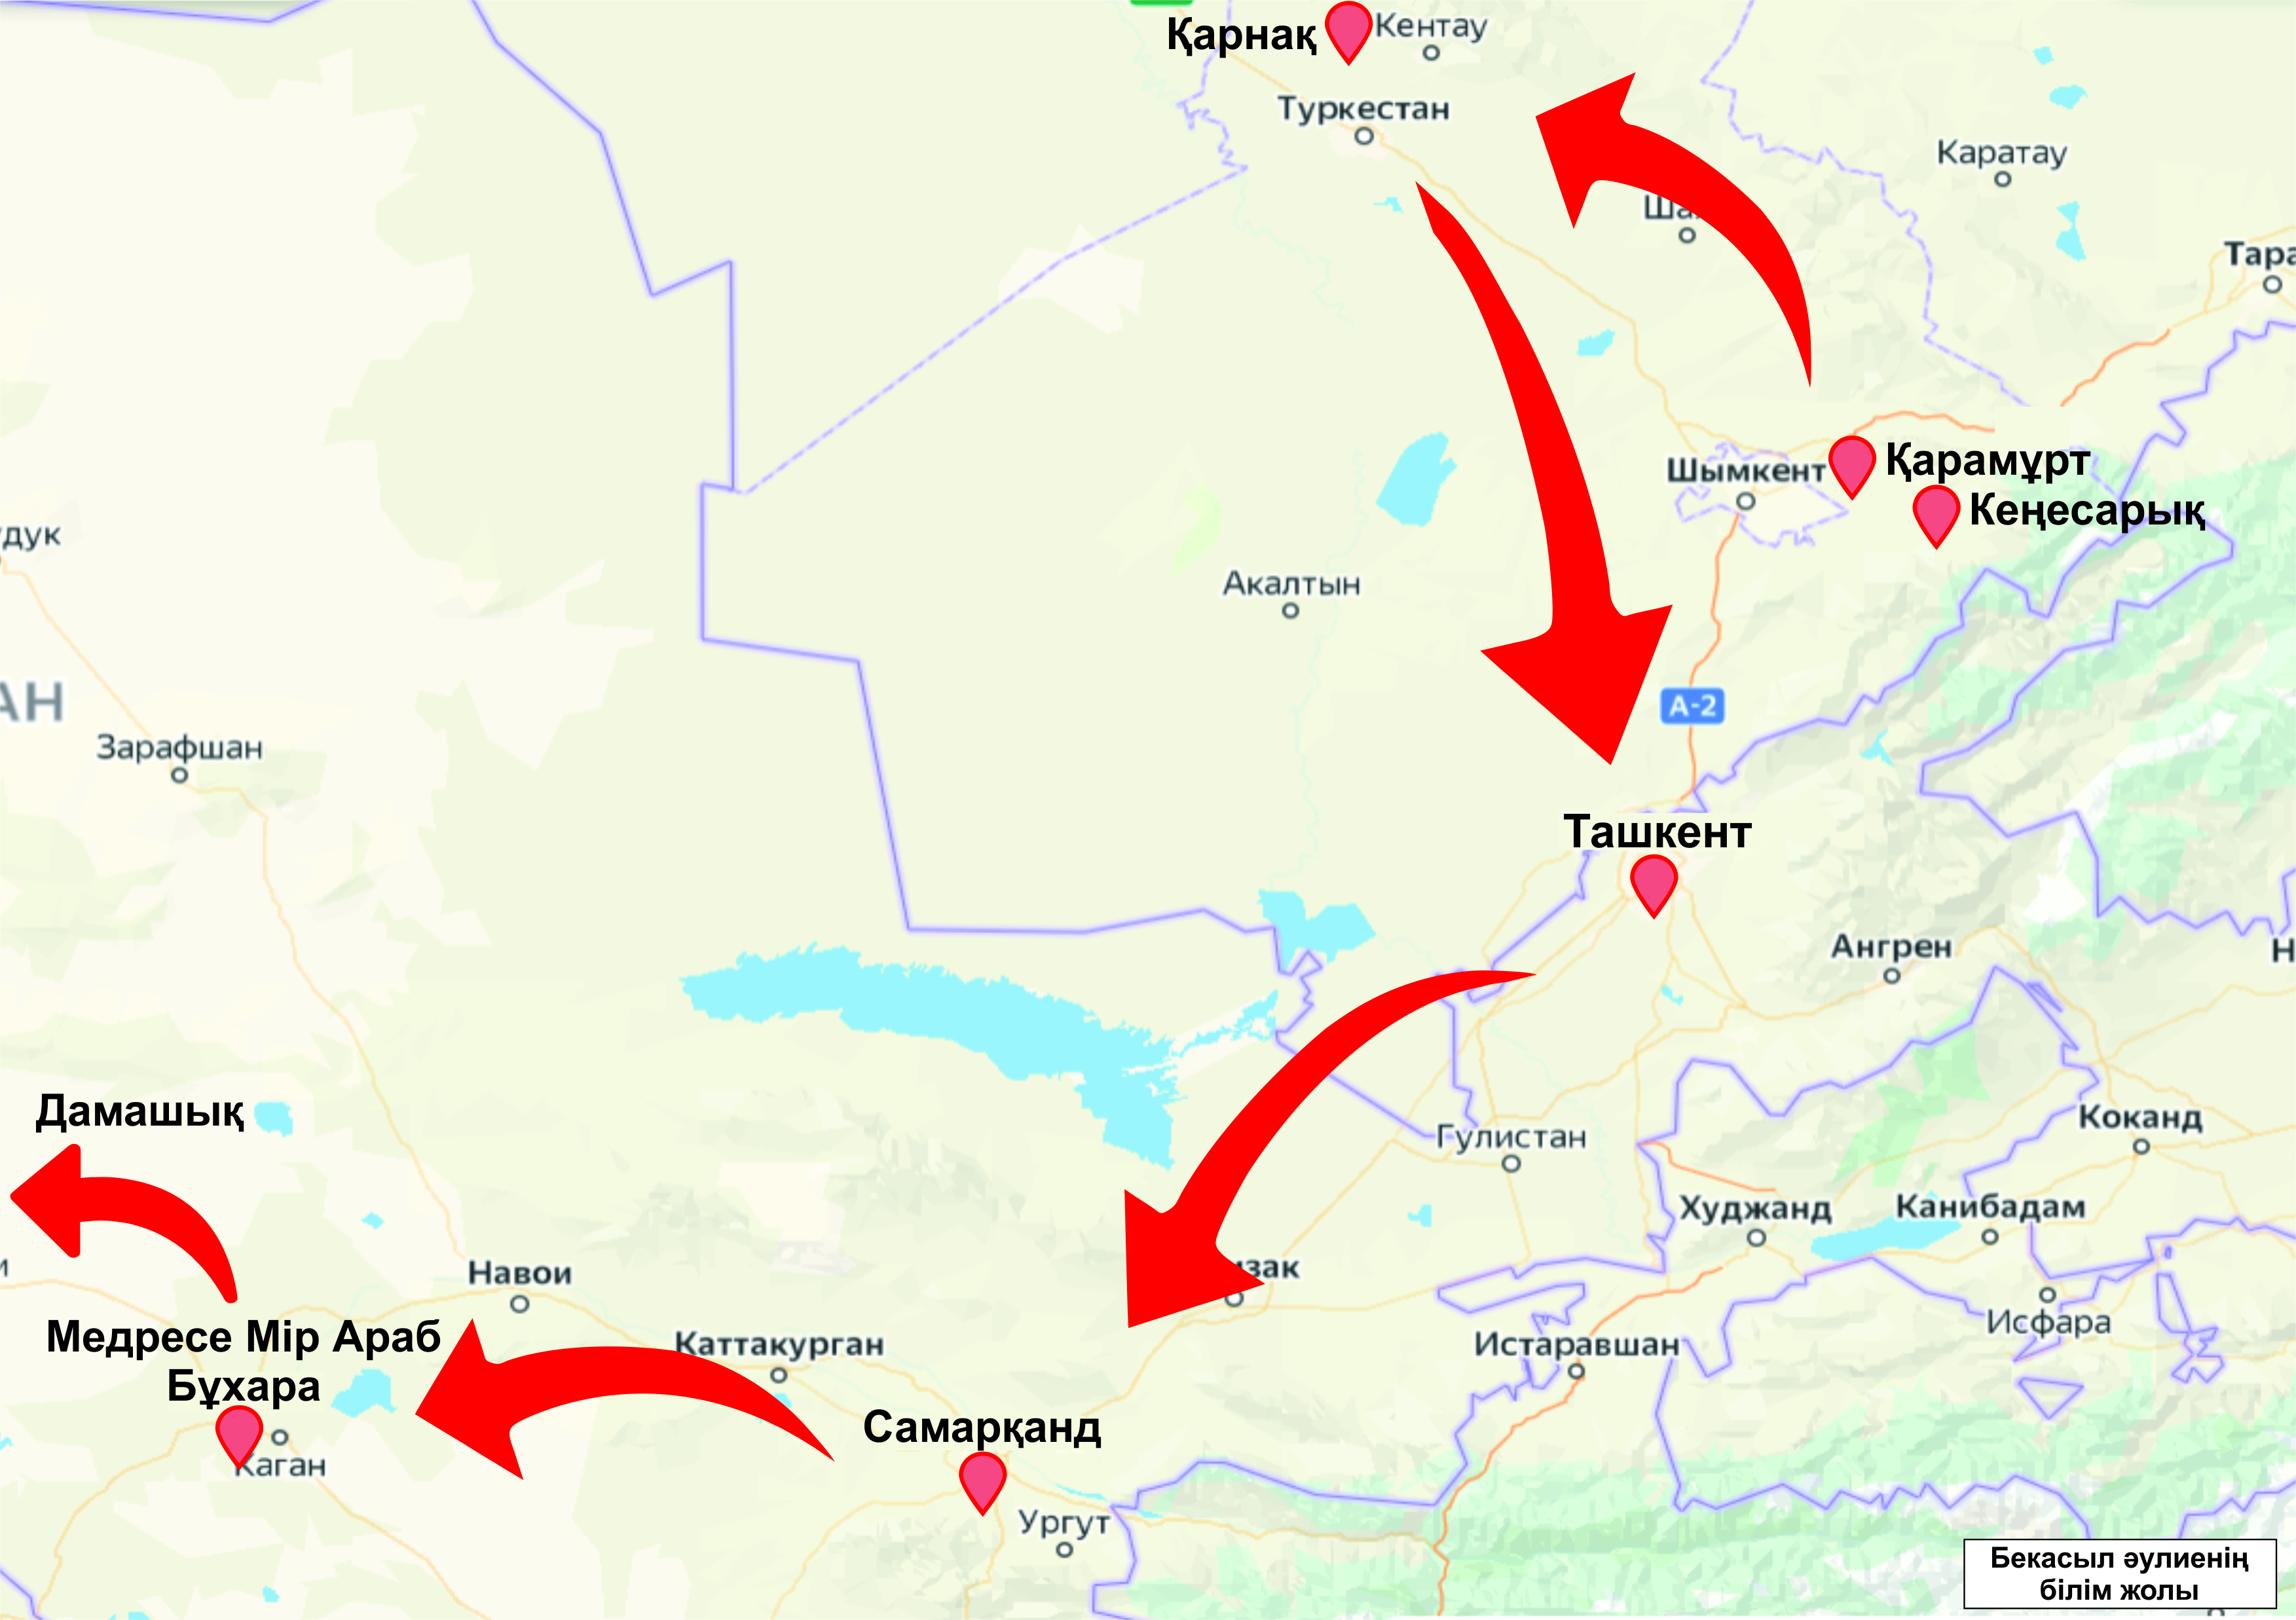 Қарнақ
Кентау
Туркестан
Каратау
Шымкент
Қарамұрт
Кеңесарық
Акалтын
А-2
Зарафшан
Ташкент
Ангрен
Дамашық
Гулистан
Коканд
Худжанд
Канибадам
Навои
Исфара
Медресе Мір Араб
Бұхара
Каттакурган
Истаравшан
Самарқанд
Каган
Ургут
Бекасыл әулиенің
білім жолы